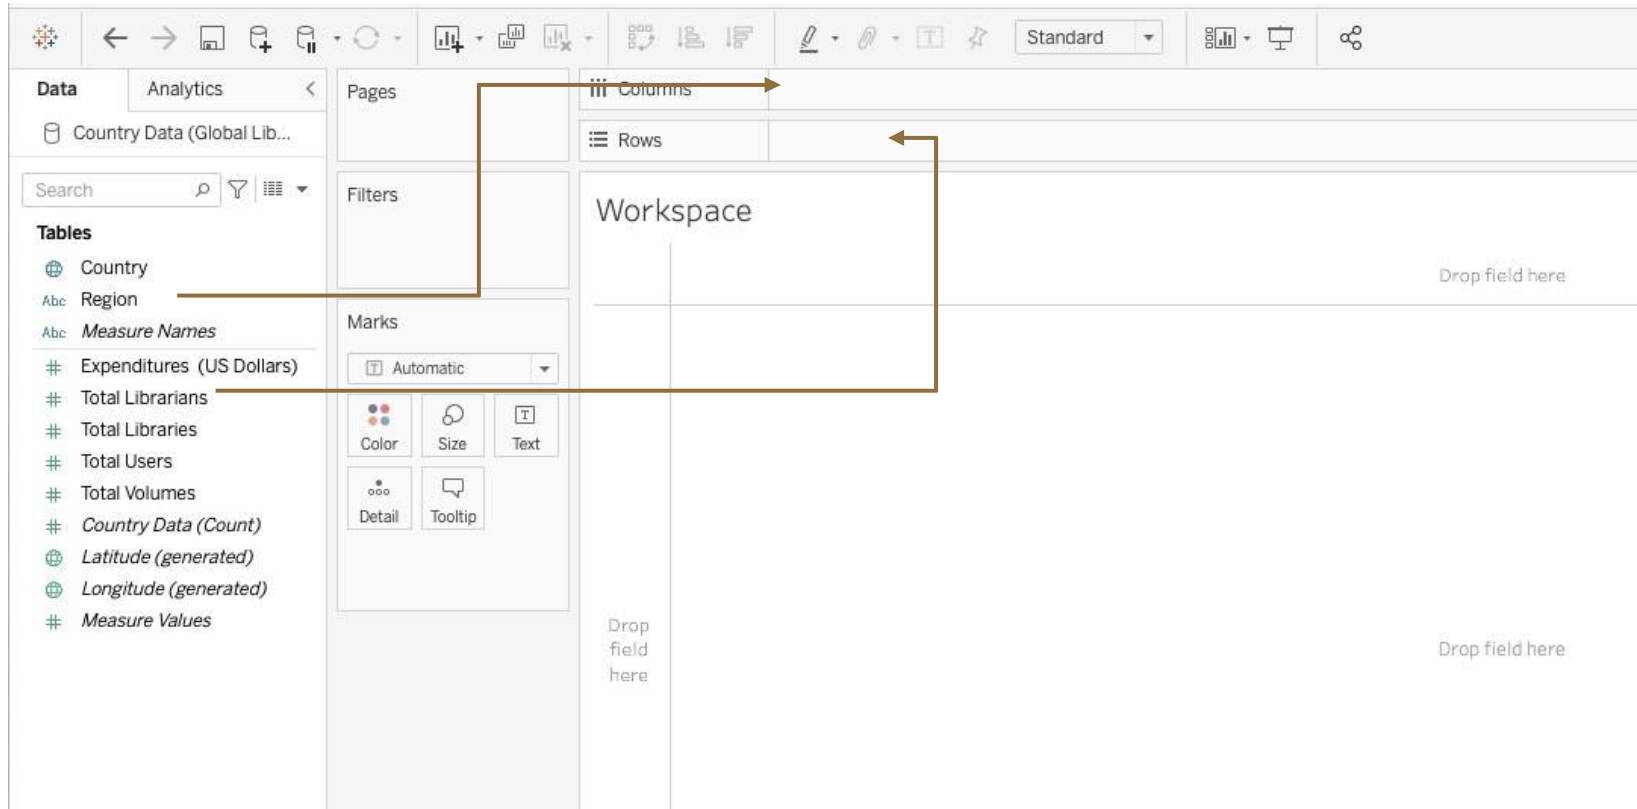 Standard
Data
Analytics
Country Data (Global Lib...
Search
Tables
Country
Abc Region
Abc Measure Names
Expenditures (US Dollars)
Total Librarians
Total Libraries
Total Users
Total Volumes
Country Data (Count)
Latitude (generated)
Longitude (generated)
Measure Values
Pages
Filters
Marks
T Automatic
Color
Size
T
Text
Detail
Tooltip
Columns
Rows
Workspace
Drop field here
Drop
field
here
Drop field here